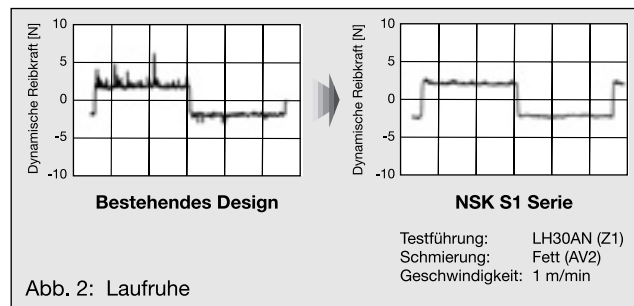 Dynamische Reibkraft [N]
10
5
0
-5
-10
Bestehendes Design
Dynamische Reibkraft [N]
10
5
0
-5
-10
NSK S1 Serie
Testführung: LH30AN (Z1)
Schmierung: Fett (AV2)
Geschwindigkeit: 1 m/min
Abb. 2: Laufruhe